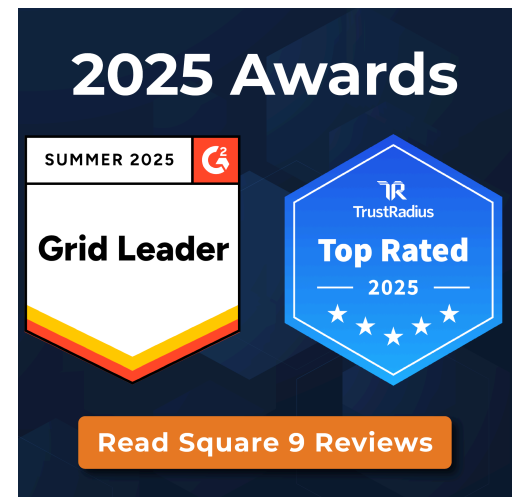 2025 Awards
SUMMER 2025
G2
Grid Leader
TR
TrustRadius
Top Rated
2025
Read Square 9 Reviews